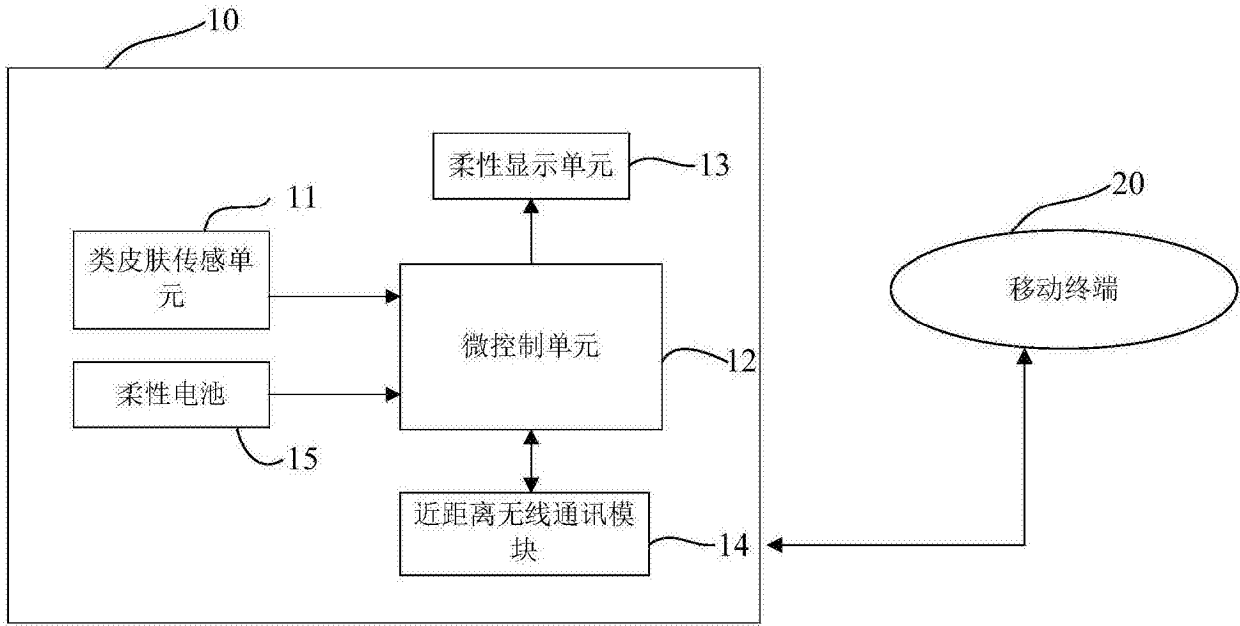 10
柔性显示单元
13
11
类皮肤传感单
元
20
移动终端
微控制单元
12
柔性电池
15
近距离无线通讯模
块
14